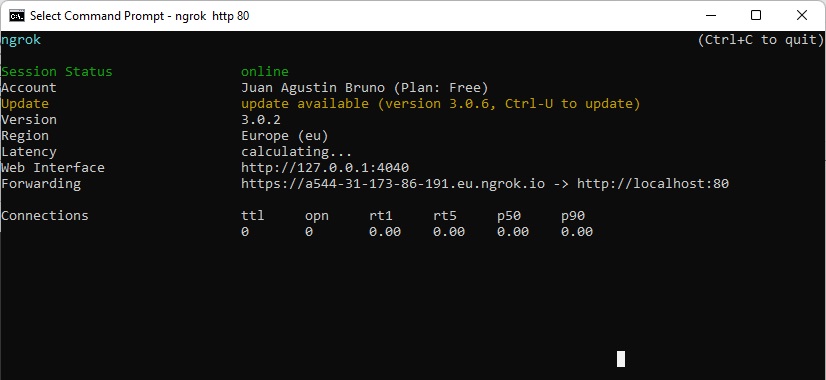 Select Command Prompt - ngrok  http 80
ngrok (Ctrl+C to quit)
Session Status online
Account Juan Agustin Bruno (Plan: Free)
Update update available (version 3.0.6, Ctrl-U to update)
Version 3.0.2
Region Europe (eu)
Latency calculating...
Web Interface http://127.0.0.1:4040
Forwarding https://a544-31-173-86-191.eu.ngrok.io -> http://localhost:80
Connections ttl opn rt1 rt5 p50 p90
0 0 0.00 0.00 0.00 0.00